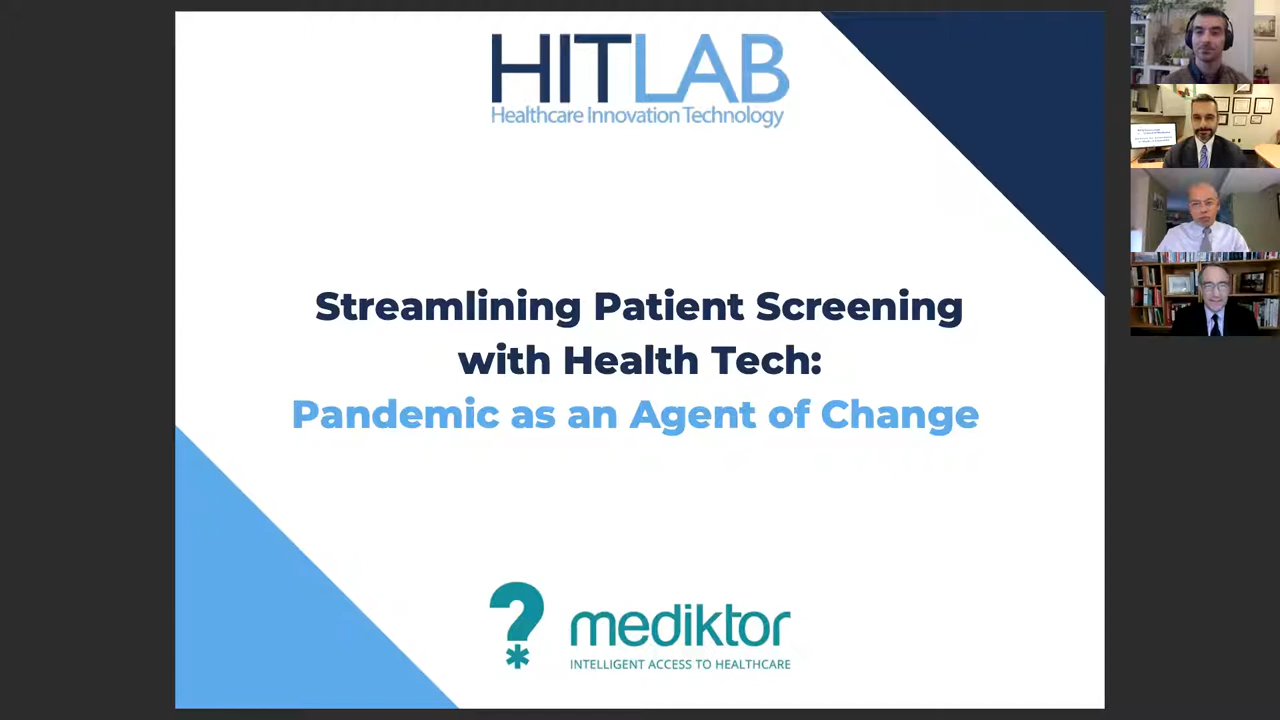 HITLAB
Healthcare Innovation Technology
Streamlining Patient Screening
with Health Tech:
Pandemic as an Agent of Change
mediktor
INTELLIGENT ACCESS TO HEALTHCARE